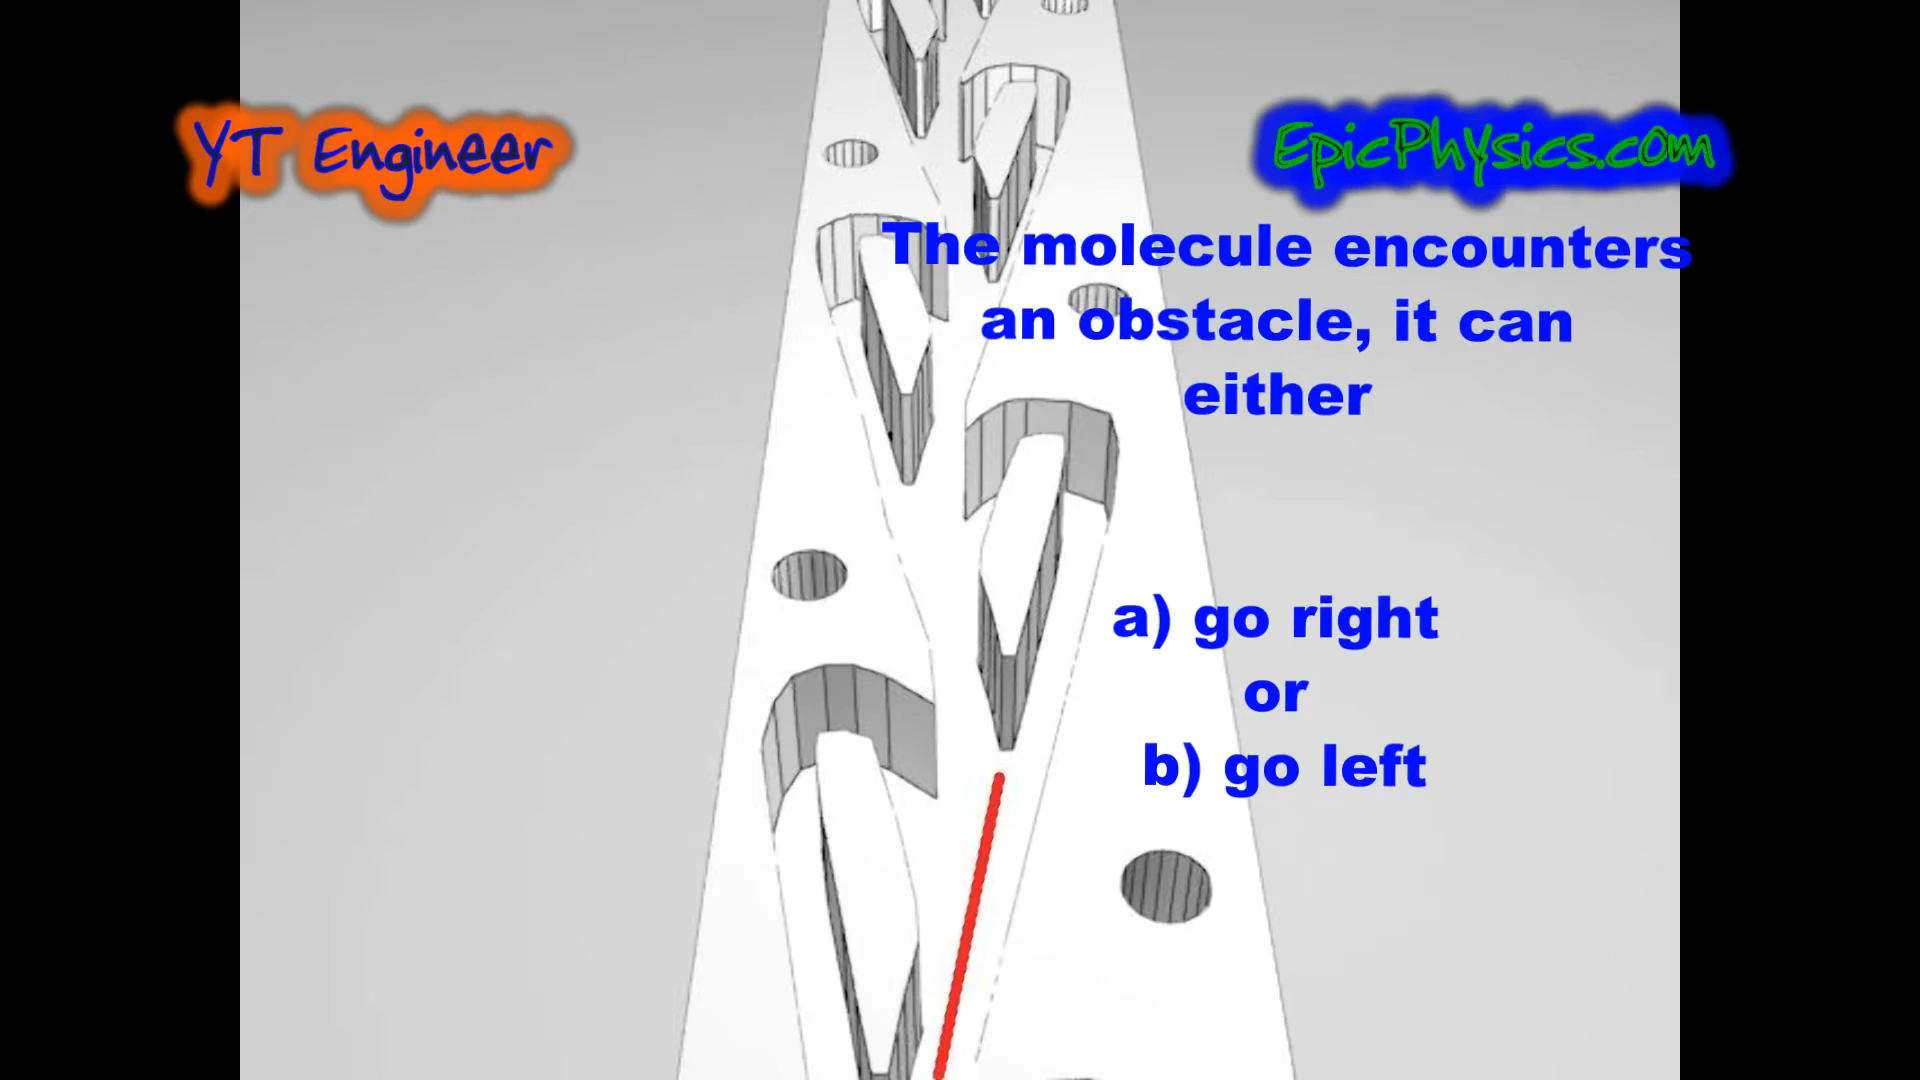 YT Engineer
EpicPhysics.com
The molecule encounters
an obstacle, it can
either
a) go right
or
b) go left